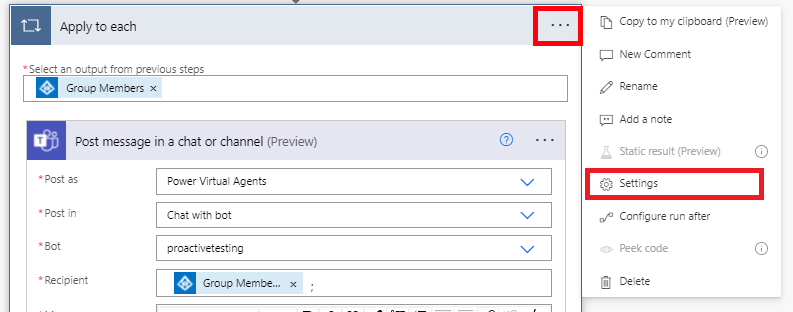 Apply to each
...
*Select an output from previous steps
Group Members ×
Post message in a chat or channel (Preview)
?
...
*Post as
Power Virtual Agents
*Post in
Chat with bot
*Bot
proactivetesting
*Recipient
Group Membe... × ;
Copy to my clipboard (Preview)
New Comment
Rename
Add a note
Static result (Preview)
Settings
Configure run after
Peek code
Delete